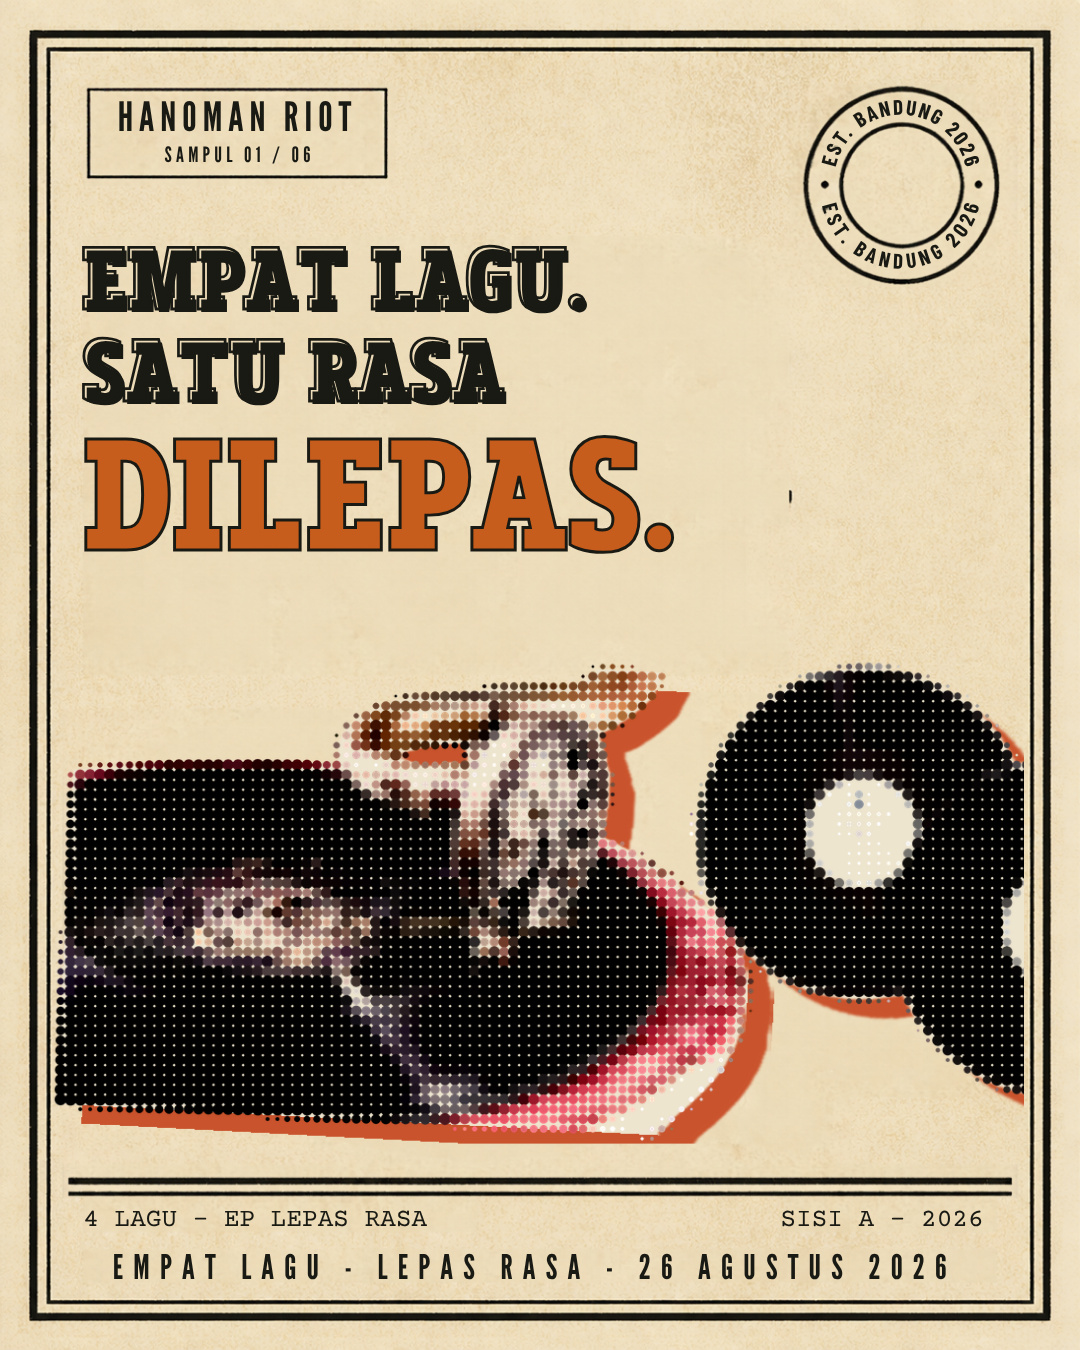 HANOMAN RIOT
SAMPUL 01 / 06
EST. BANDUNG 2026
EST. BANDUNG 2026
EMPAT LAGU.
SATU RASA
DILEPAS.
4 LAGU – EP LEPAS RASA
SISI A – 2026
EMPAT LAGU - LEPAS RASA - 26 AGUSTUS 2026